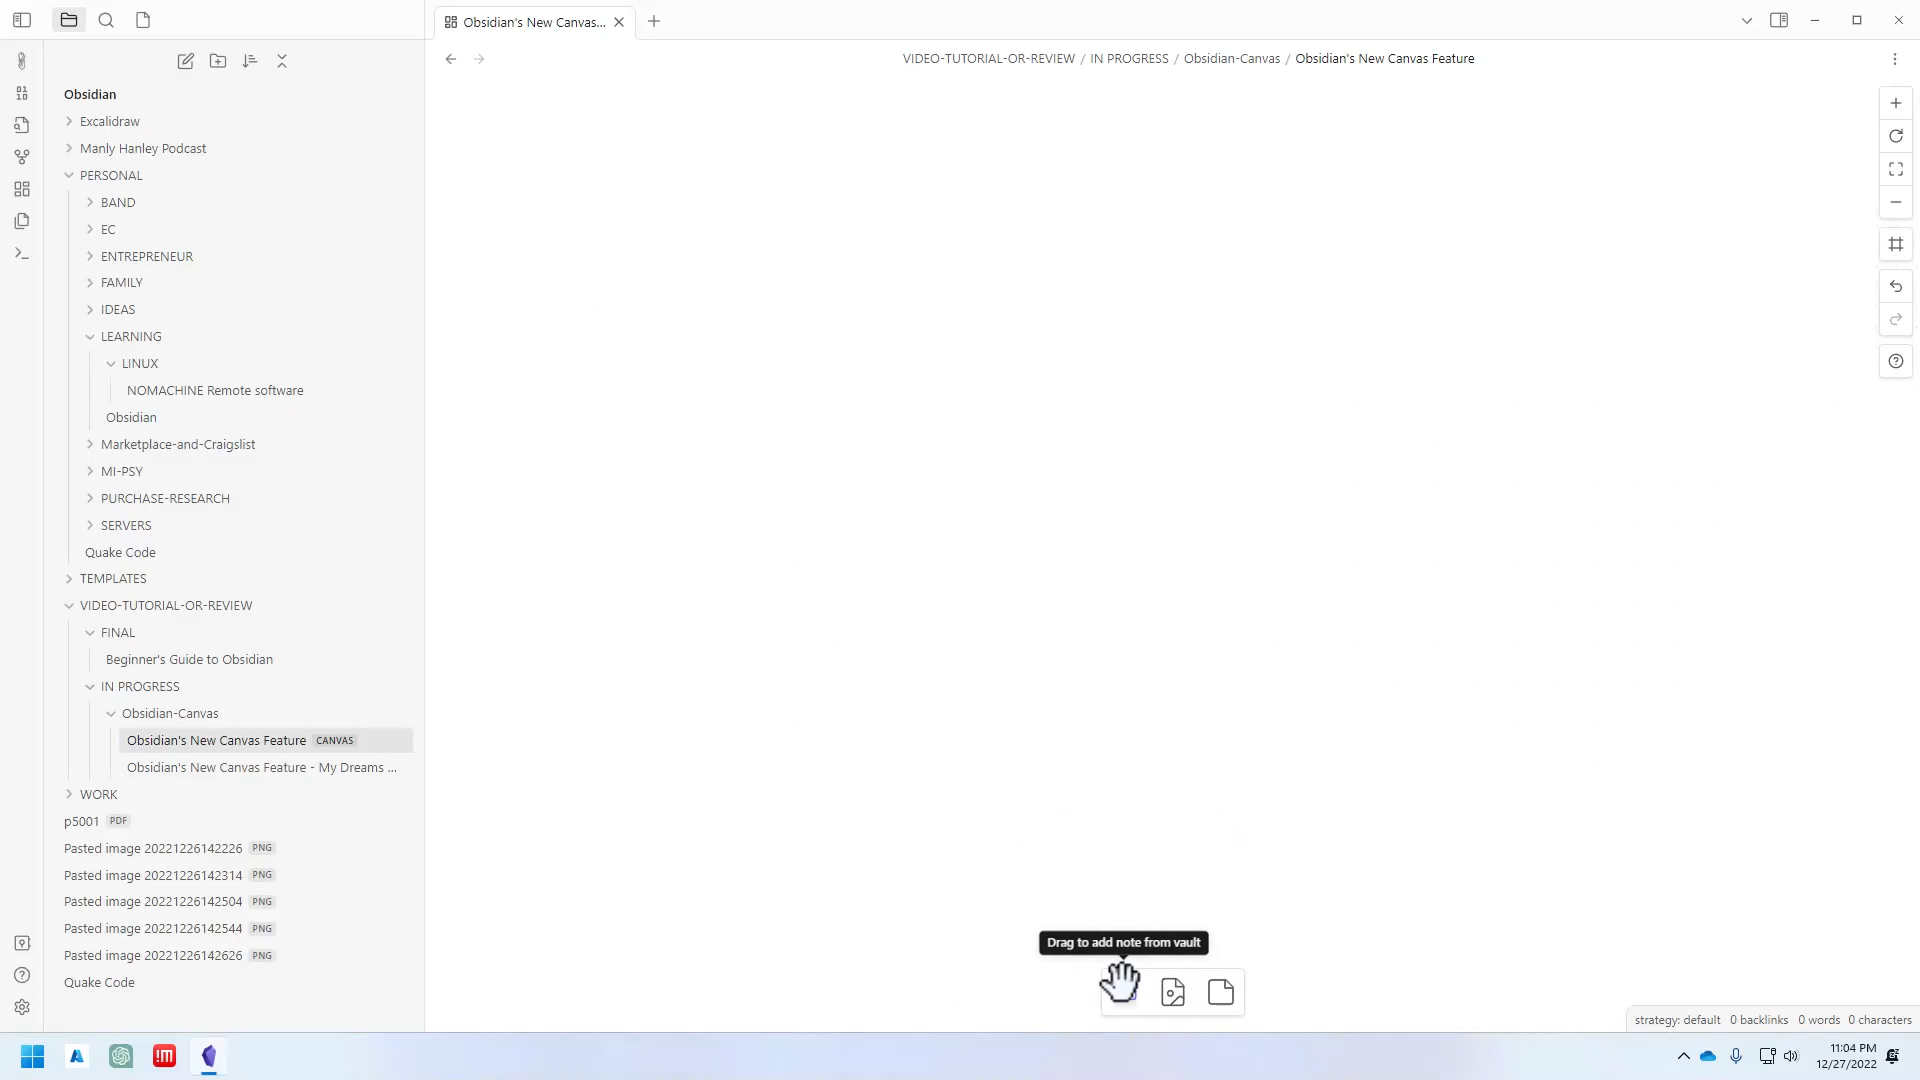 Obsidian's New Canvas...
VIDEO-TUTORIAL-OR-REVIEW / IN PROGRESS / Obsidian-Canvas / Obsidian's New Canvas Feature
Obsidian
Excalidraw
Manly Hanley Podcast
PERSONAL
BAND
EC
ENTREPRENEUR
FAMILY
IDEAS
LEARNING
LINUX
NOMACHINE Remote software
Obsidian
Marketplace-and-Craigslist
MI-PSY
PURCHASE-RESEARCH
SERVERS
Quake Code
TEMPLATES
VIDEO-TUTORIAL-OR-REVIEW
FINAL
Beginner's Guide to Obsidian
IN PROGRESS
Obsidian-Canvas
Obsidian's New Canvas Feature CANVAS
Obsidian's New Canvas Feature - My Dreams ...
WORK
p5001 PDF
Pasted image 20221226142226 PNG
Pasted image 20221226142314 PNG
Pasted image 20221226142504 PNG
Pasted image 20221226142544 PNG
Pasted image 20221226142626 PNG
Quake Code
Drag to add note from vault
strategy: default 0 backlinks 0 words 0 characters
!M
11:04 PM
12/27/2022